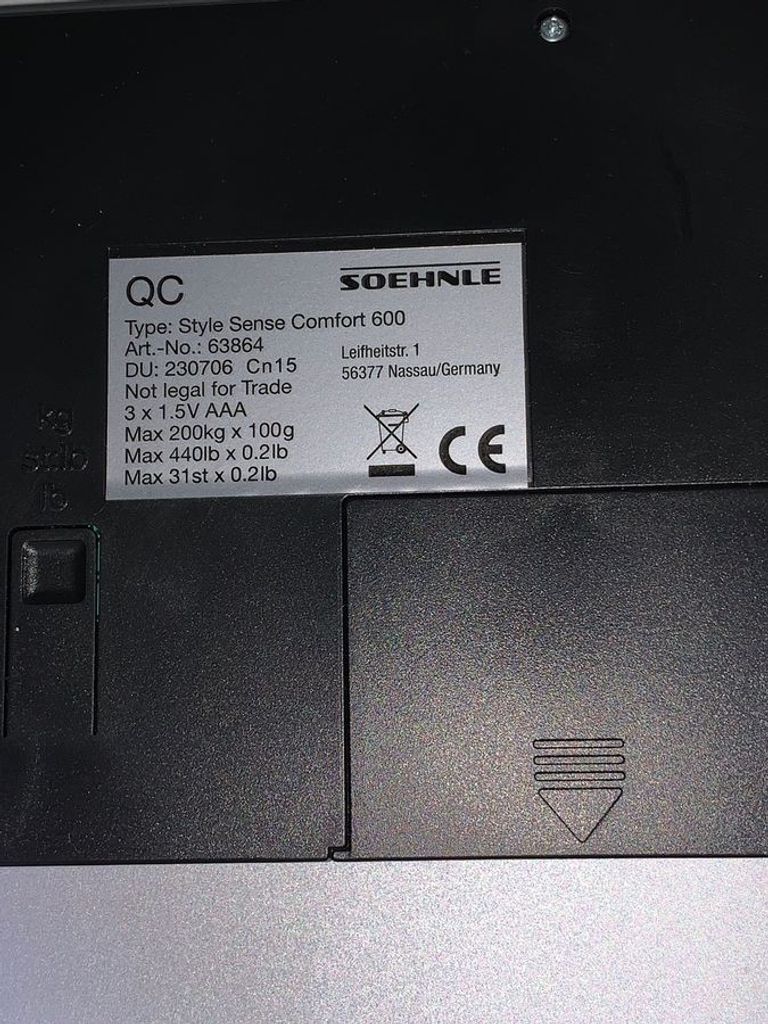 QC
SOEHNLE
Type: Style Sense Comfort 600
Art.-No.: 63864
DU: 230706 Cn15
Not legal for Trade
3 x 1.5V AAA
Max 200kg x 100g
Max 440lb x 0.2lb
Max 31st x 0.2lb
Leifheitstr. 1
56377 Nassau/Germany
CE
kg
st:lb
lb